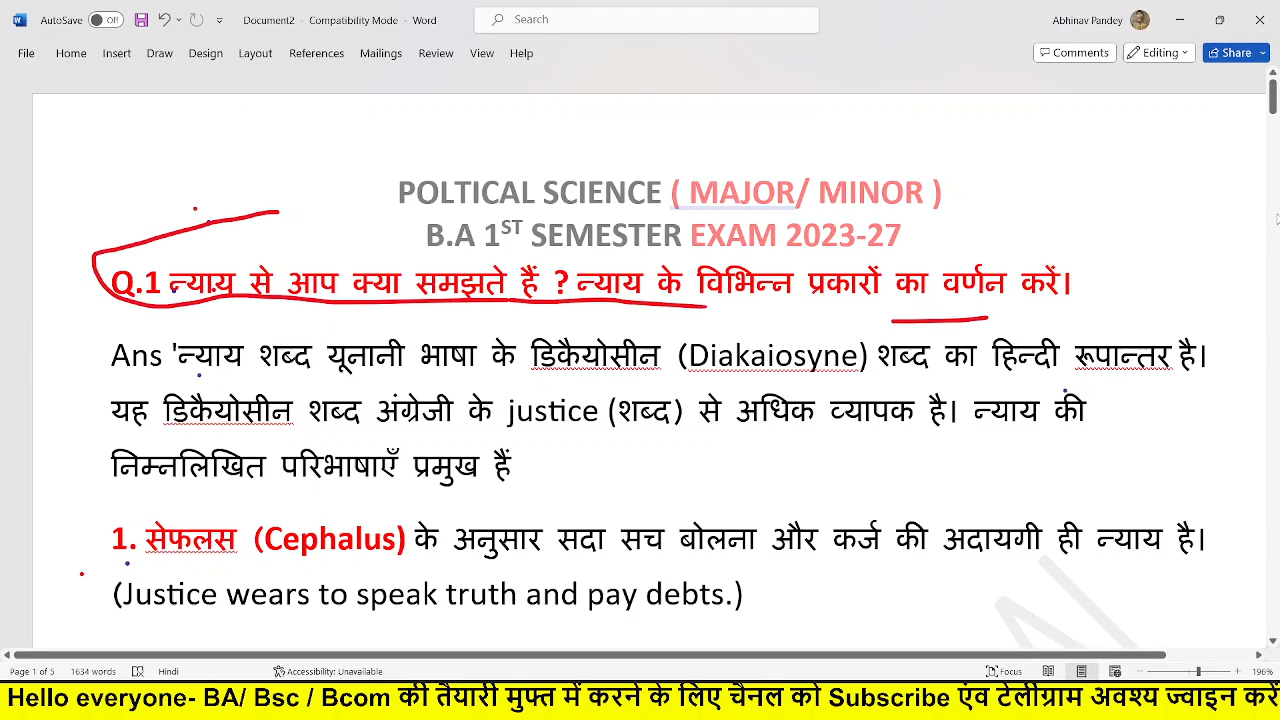 AutoSave Off Document2 - Compatibility Mode - Word Search Abhinav Pandey
File Home Insert Draw Design Layout References Mailings Review View Help Comments Editing Share
POLTICAL SCIENCE ( MAJOR/ MINOR )
B.A 1ST SEMESTER EXAM 2023-27
Q.1 न्याय से आप क्या समझते हैं ? न्याय के विभिन्न प्रकारों का वर्णन करें।
Ans 'न्याय शब्द यूनानी भाषा के डिकैयोसीन (Diakaiosyne) शब्द का हिन्दी रूपान्तर है।
यह डिकैयोसीन शब्द अंग्रेजी के justice (शब्द) से अधिक व्यापक है। न्याय की
निम्नलिखित परिभाषाएँ प्रमुख हैं
1. सेफलस (Cephalus) के अनुसार सदा सच बोलना और कर्ज की अदायगी ही न्याय है।
(Justice wears to speak truth and pay debts.)
Page 1 of 5 1634 words Hindi Accessibility: Unavailable Focus 196%
Hello everyone- BA/ Bsc / Bcom की तैयारी मुफ्त में करने के लिए चैनल को Subscribe एंव टेलीग्राम अवश्य ज्वाइन करें